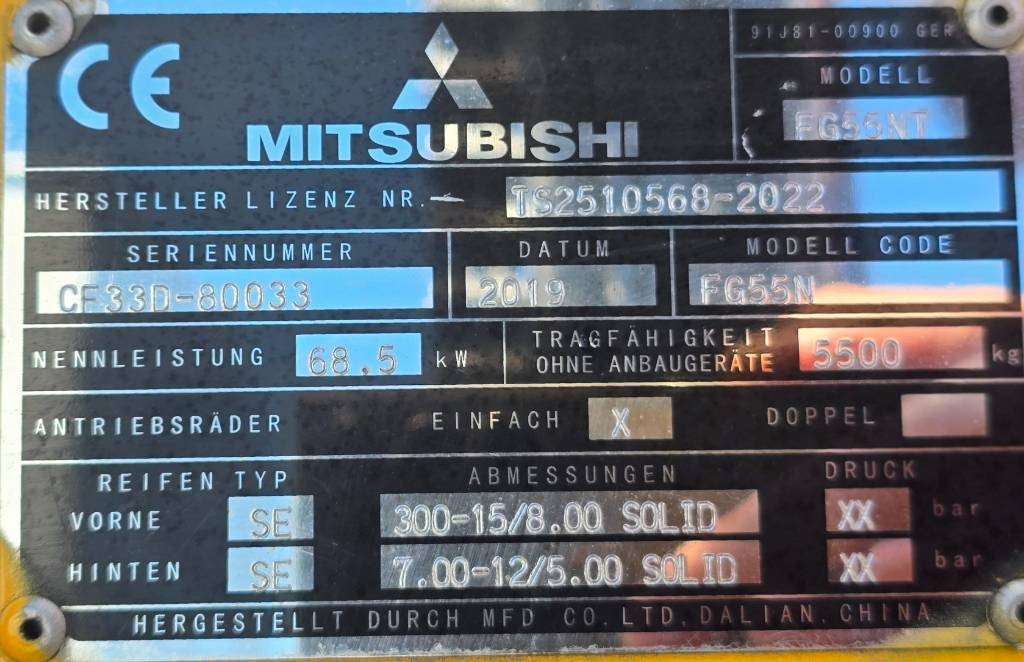 CE
MITSUBISHI
91J81-00900 GER
MODELL
FG55NT
HERSTELLER LIZENZ NR. TS2510568-2022
SERIENNUMMER DATUM MODELL CODE
CF33D-80033 2019 FG55N
NENNLEISTUNG 68.5 kW
TRAGFÄHIGKEIT
OHNE ANBAUGERÄTE 5500 kg
ANTRIEBSRÄDER EINFACH X DOPPEL
REIFEN TYP ABMESSUNGEN DRUCK
VORNE SE 300-15/8.00 SOLID XX bar
HINTEN SE 7.00-12/5.00 SOLID XX bar
HERGESTELLT DURCH MFD CO. LTD. DALIAN. CHINA